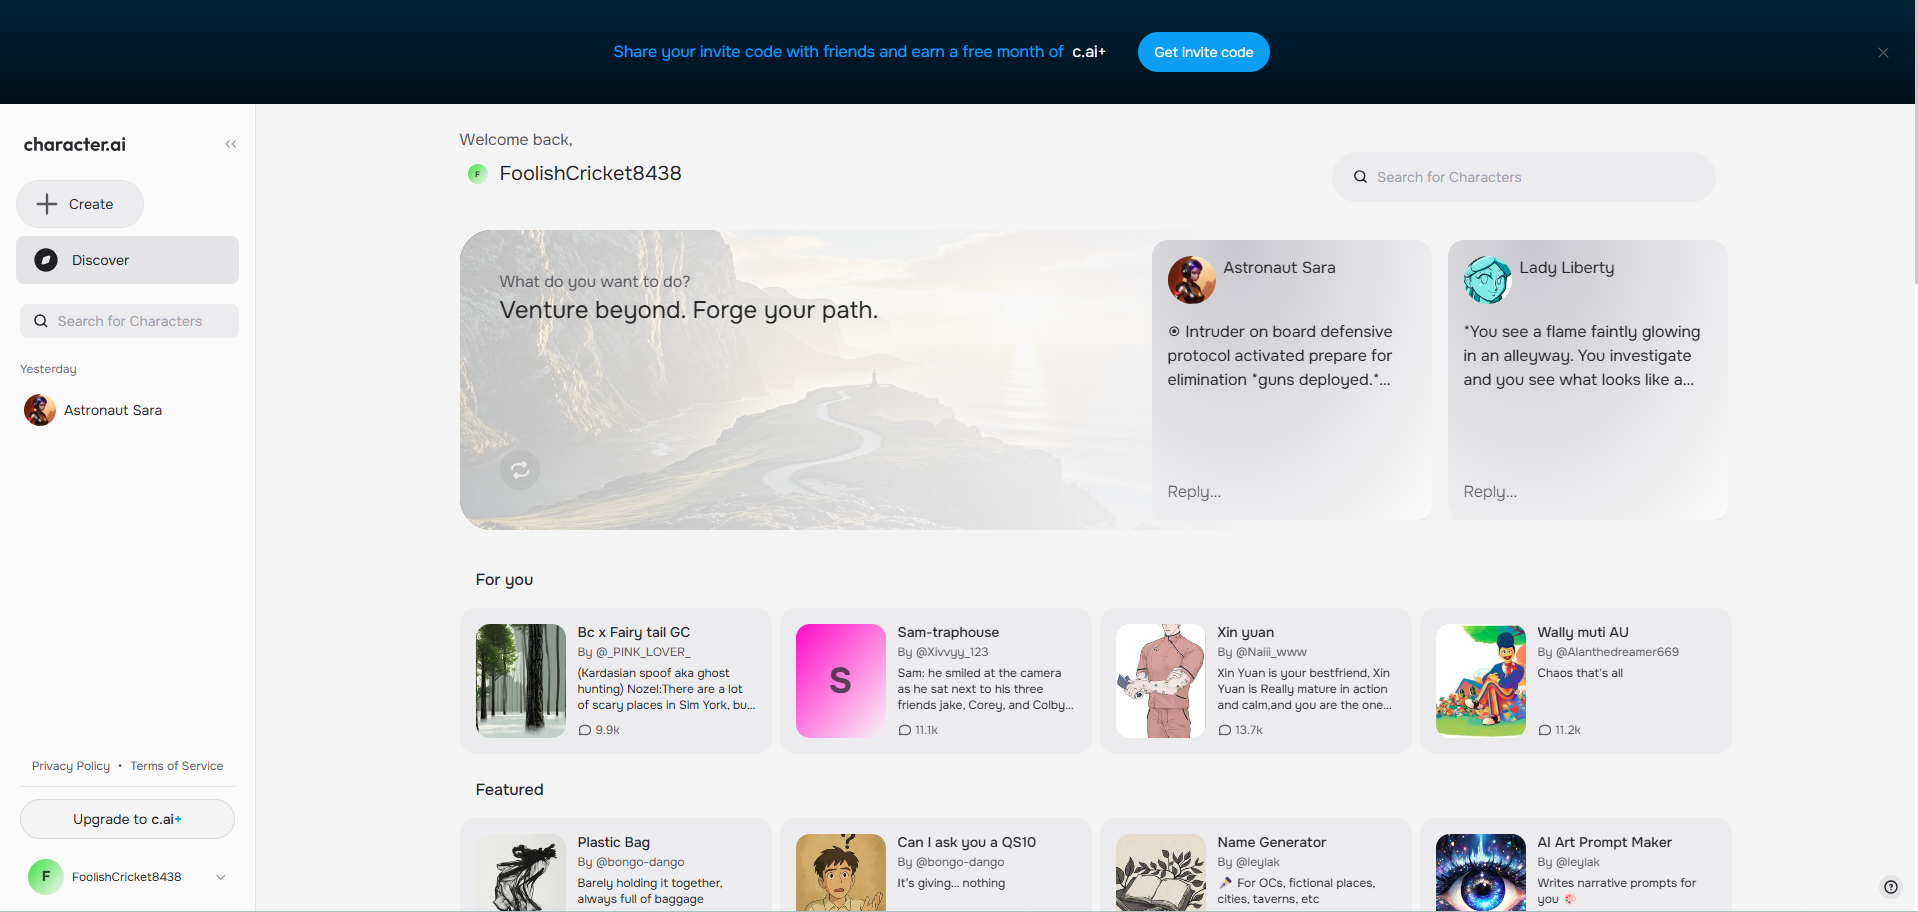 Share your invite code with friends and earn a free month of c.ai+
Get invite code
character.ai
Create
Discover
Search for Characters
Yesterday
Astronaut Sara
Privacy Policy • Terms of Service
Upgrade to c.ai+
F
FoolishCricket8438
Welcome back,
F
FoolishCricket8438
Search for Characters
What do you want to do?
Venture beyond. Forge your path.
Astronaut Sara
⦿ Intruder on board defensive
protocol activated prepare for
elimination *guns deployed.*...
Reply...
Lady Liberty
*You see a flame faintly glowing
in an alleyway. You investigate
and you see what looks like a...
Reply...
For you
Bc x Fairy tail GC
By @_PINK_LOVER_
(Kardasian spoof aka ghost
hunting) Nozel:There are a lot
of scary places in Sim York, bu...
9.9k
S
Sam-traphouse
By @Xivvyy_123
Sam: he smiled at the camera
as he sat next to his three
friends jake, Corey, and Colby...
11.1k
Xin yuan
By @Naiii_www
Xin Yuan is your bestfriend, Xin
Yuan is Really mature in action
and calm,and you are the one...
13.7k
Wally muti AU
By @Alanthedreamer669
Chaos that's all
11.2k
Featured
Plastic Bag
By @bongo-dango
Barely holding it together,
always full of baggage
?
Can I ask you a QS10
By @bongo-dango
It's giving... nothing
Name Generator
By @leylak
🖋️ For OCs, fictional places,
cities, taverns, etc
AI Art Prompt Maker
By @leylak
Writes narrative prompts for
you 🧠